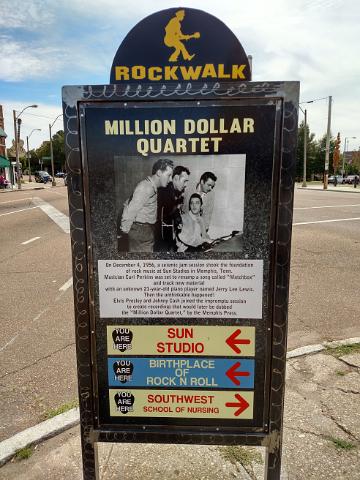 ROCKWALK
MILLION DOLLAR
QUARTET
On December 4, 1956, a seismic jam session shook the foundation
of rock music at Sun Studios in Memphis, Tenn.
Musician Carl Perkins was set to revamp a song called "Matchbox"
and track new material
with an unknown 21-year-old piano player named Jerry Lee Lewis.
Then the unthinkable happened!
Elvis Presley and Johnny Cash joined the impromptu session
to create recordings that would later be dubbed
the "Million Dollar Quartet," by the Memphis Press.
YOU ARE HERE
SUN
STUDIO
YOU ARE HERE
BIRTHPLACE
OF
ROCK N ROLL
YOU ARE HERE
SOUTHWEST
SCHOOL OF NURSING